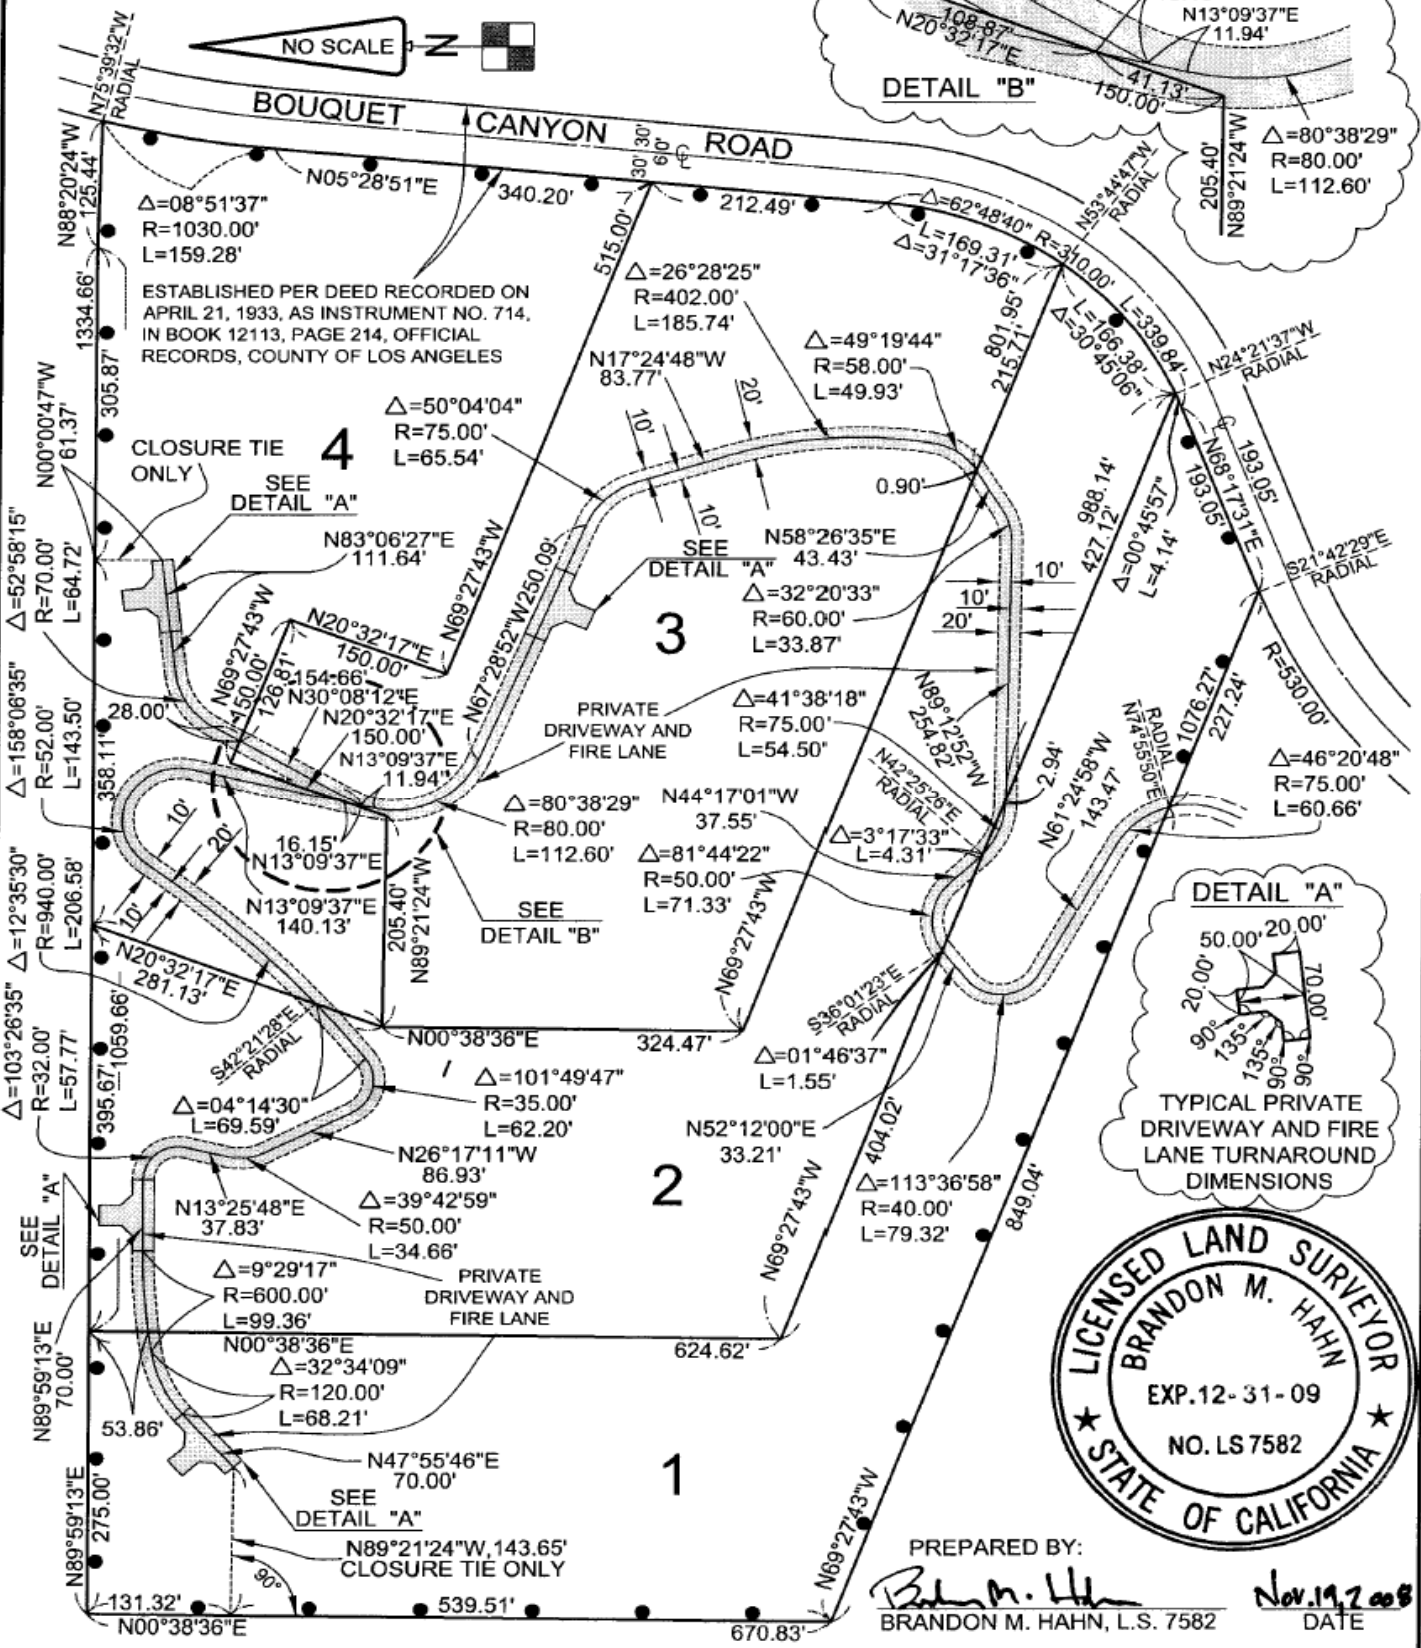 N75°39'32"W
RADIAL
NO SCALE
N
BOUQUET CANYON ROAD
30' 30'
60'
N88°20'24"W
125.44'
N05°28'51"E
340.20'
212.49'
Δ=08°51'37"
R=1030.00'
L=159.28'
ESTABLISHED PER DEED RECORDED ON
APRIL 21, 1933, AS INSTRUMENT NO. 714,
IN BOOK 12113, PAGE 214, OFFICIAL
RECORDS, COUNTY OF LOS ANGELES
108.87'
N20°32'17"E
N13°09'37"E
11.94'
41.13'
150.00'
DETAIL "B"
Δ=80°38'29"
R=80.00'
L=112.60'
205.40'
N89°21'24"W
N53°44'47"W
RADIAL
Δ=62°48'40" R=310.00' L=339.84'
L=169.31'
Δ=31°17'36"
L=166.38'
Δ=30°45'06"
N24°21'37"W
RADIAL
193.05'
N68°17'31"E
193.05'
Δ=00°45'57"
L=4.14'
S21°42'29"E
RADIAL
R=530.00'
1334.66'
305.87'
515.00'
801.95'
215.71'
988.14'
427.12'
1076.27'
227.24'
Δ=26°28'25"
R=402.00'
L=185.74'
N17°24'48"W
83.77'
Δ=49°19'44"
R=58.00'
L=49.93'
Δ=50°04'04"
R=75.00'
L=65.54'
10'
20'
10'
0.90'
N00°00'47"W
61.37'
CLOSURE TIE
ONLY
4
SEE
DETAIL "A"
N83°06'27"E
111.64'
SEE
DETAIL "A"
N58°26'35"E
43.43'
Δ=32°20'33"
R=60.00'
L=33.87'
10'
10'
20'
3
Δ=52°58'15"
R=70.00'
L=64.72'
N69°27'43"W
150.00'
126.81'
N20°32'17"E
150.00'
N69°27'43"W
N67°28'52"W 250.09'
28.00'
154.66'
N30°08'12"E
N20°32'17"E
150.00'
N13°09'37"E
11.94'
PRIVATE
DRIVEWAY AND
FIRE LANE
Δ=41°38'18"
R=75.00'
L=54.50'
N89°12'52"W
254.82'
N42°25'26"E
RADIAL
2.94'
N61°24'58"W
143.47'
RADIAL
N74°55'50"E
Δ=46°20'48"
R=75.00'
L=60.66'
Δ=158°06'35"
R=52.00'
L=143.50'
358.11'
10'
20'
10'
16.15'
N13°09'37"E
N13°09'37"E
140.13'
Δ=80°38'29"
R=80.00'
L=112.60'
N44°17'01"W
37.55'
Δ=3°17'33"
L=4.31'
Δ=81°44'22"
R=50.00'
L=71.33'
SEE
DETAIL "B"
205.40'
N89°21'24"W
N69°27'43"W
Δ=12°35'30"
R=940.00'
L=206.58'
N20°32'17"E
281.13'
N00°38'36"E
324.47'
S42°21'28"E
RADIAL
S36°01'23"E
RADIAL
DETAIL "A"
50.00' 20.00'
20.00'
70.00'
90°
135°
135°
90°
90°
TYPICAL PRIVATE
DRIVEWAY AND FIRE
LANE TURNAROUND
DIMENSIONS
Δ=103°26'35"
R=32.00'
L=57.77'
395.67'
1059.66'
Δ=04°14'30"
L=69.59'
Δ=101°49'47"
R=35.00'
L=62.20'
N26°17'11"W
86.93'
Δ=01°46'37"
L=1.55'
N52°12'00"E
33.21'
404.02'
N69°27'43"W
849.04'
Δ=113°36'58"
R=40.00'
L=79.32'
2
SEE
DETAIL "A"
N13°25'48"E
37.83'
Δ=39°42'59"
R=50.00'
L=34.66'
Δ=9°29'17"
R=600.00'
L=99.36'
PRIVATE
DRIVEWAY AND
FIRE LANE
N00°38'36"E
624.62'
Δ=32°34'09"
R=120.00'
L=68.21'
N89°59'13"E
70.00'
53.86'
N47°55'46"E
70.00'
SEE
DETAIL "A"
1
N89°21'24"W,143.65'
CLOSURE TIE ONLY
N89°59'13"E
275.00'
90°
131.32'
539.51'
N00°38'36"E
670.83'
N69°27'43"W
LICENSED LAND SURVEYOR
BRANDON M. HAHN
EXP.12-31-09
NO. LS 7582
STATE OF CALIFORNIA
PREPARED BY:
Nov. 19, 2008
BRANDON M. HAHN, L.S. 7582
DATE